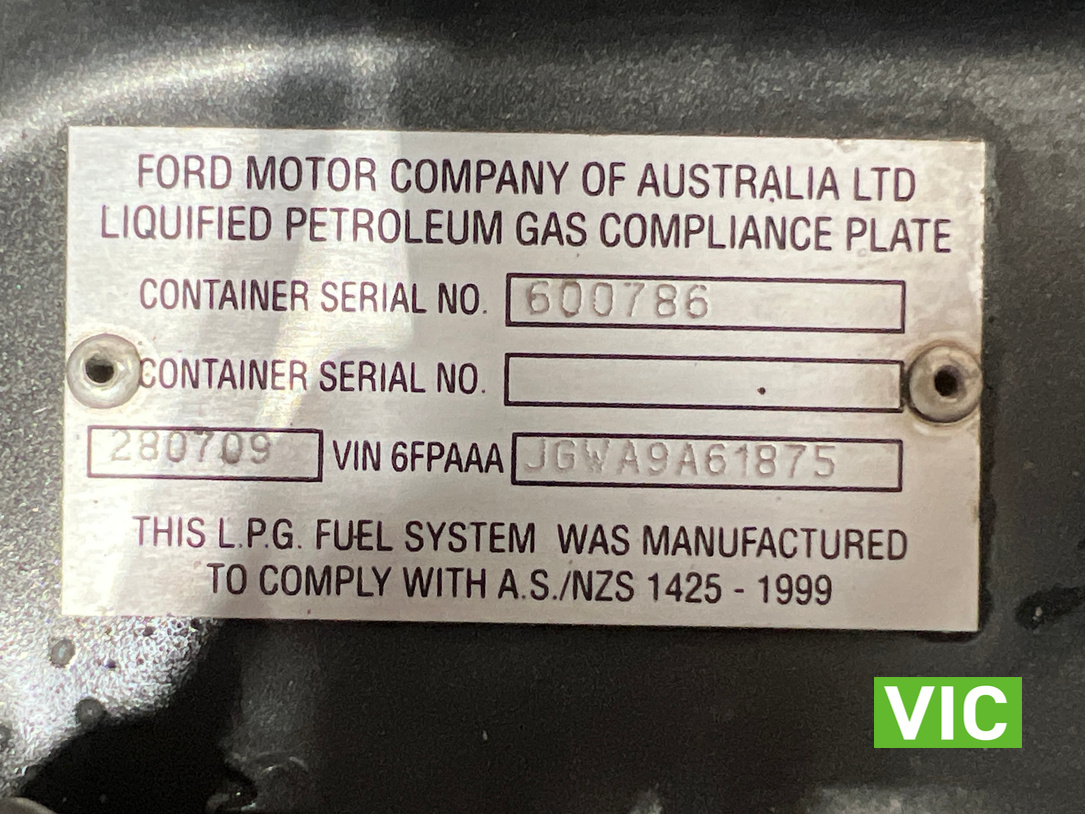 FORD MOTOR COMPANY OF AUSTRALIA LTD
LIQUIFIED PETROLEUM GAS COMPLIANCE PLATE
CONTAINER SERIAL NO. 600786
CONTAINER SERIAL NO.
280709 VIN 6FPAAA JGWA9A61875
THIS L.P.G. FUEL SYSTEM WAS MANUFACTURED
TO COMPLY WITH A.S./NZS 1425 - 1999
VIC